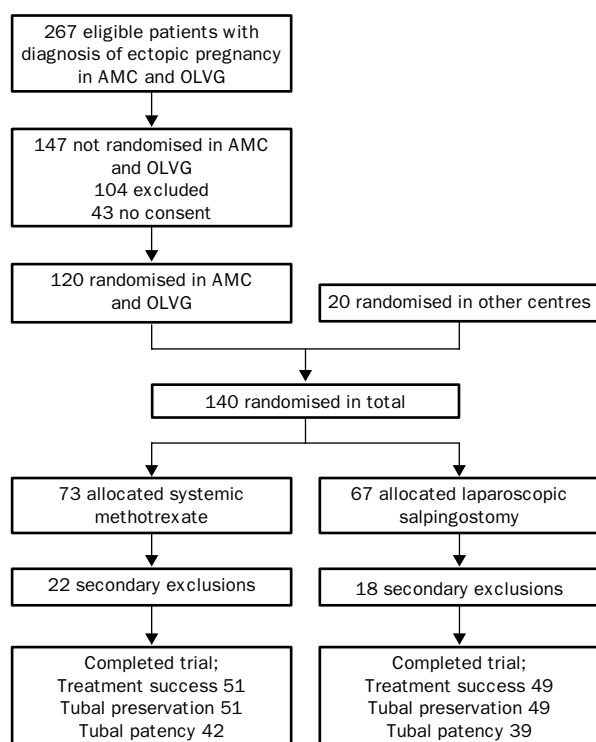 267 eligible patients with
diagnosis of ectopic pregnancy
in AMC and OLVG
147 not randomised in AMC
and OLVG
104 excluded
43 no consent
120 randomised in AMC
and OLVG
20 randomised in other centres
140 randomised in total
73 allocated systemic
methotrexate
67 allocated laparoscopic
salpingostomy
22 secondary exclusions
18 secondary exclusions
Completed trial;
Treatment success 51
Tubal preservation 51
Tubal patency 42
Completed trial;
Treatment success 49
Tubal preservation 49
Tubal patency 39